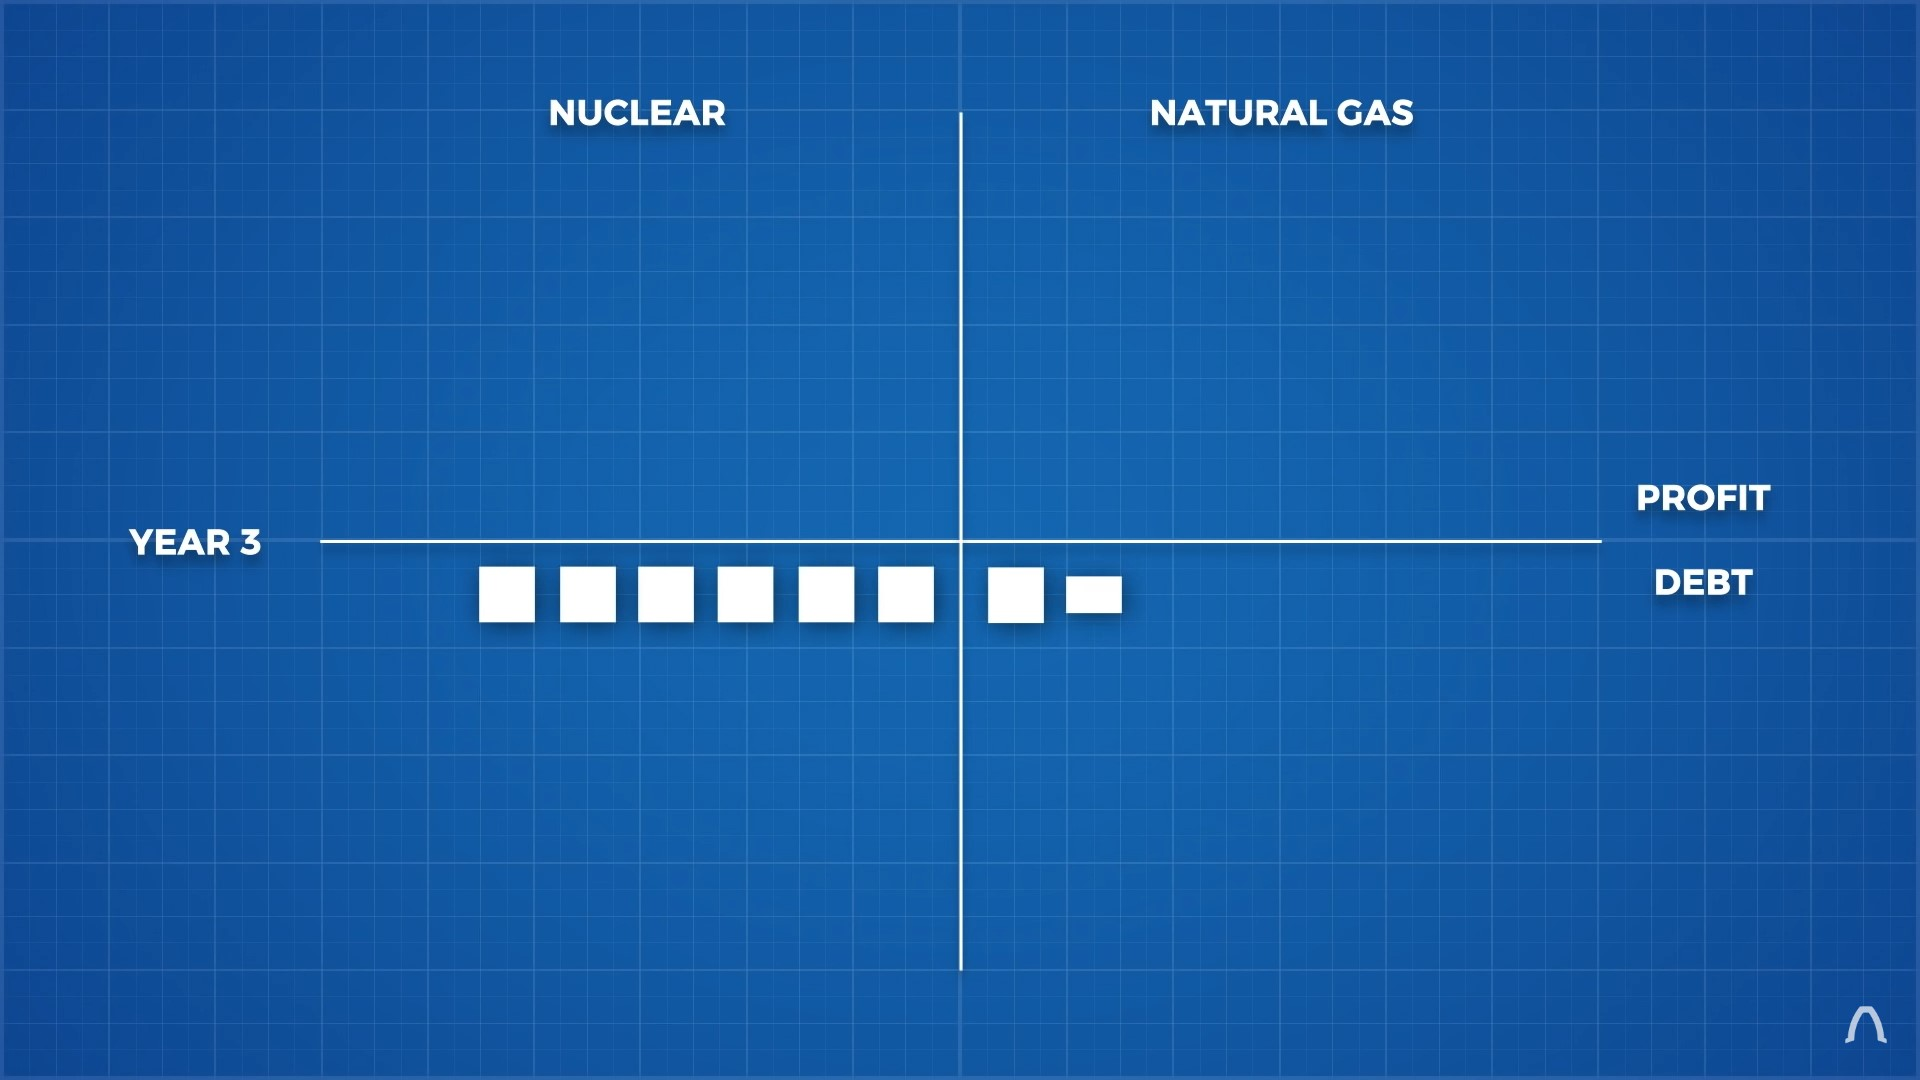 NUCLEAR
NATURAL GAS
PROFIT
YEAR 3
DEBT